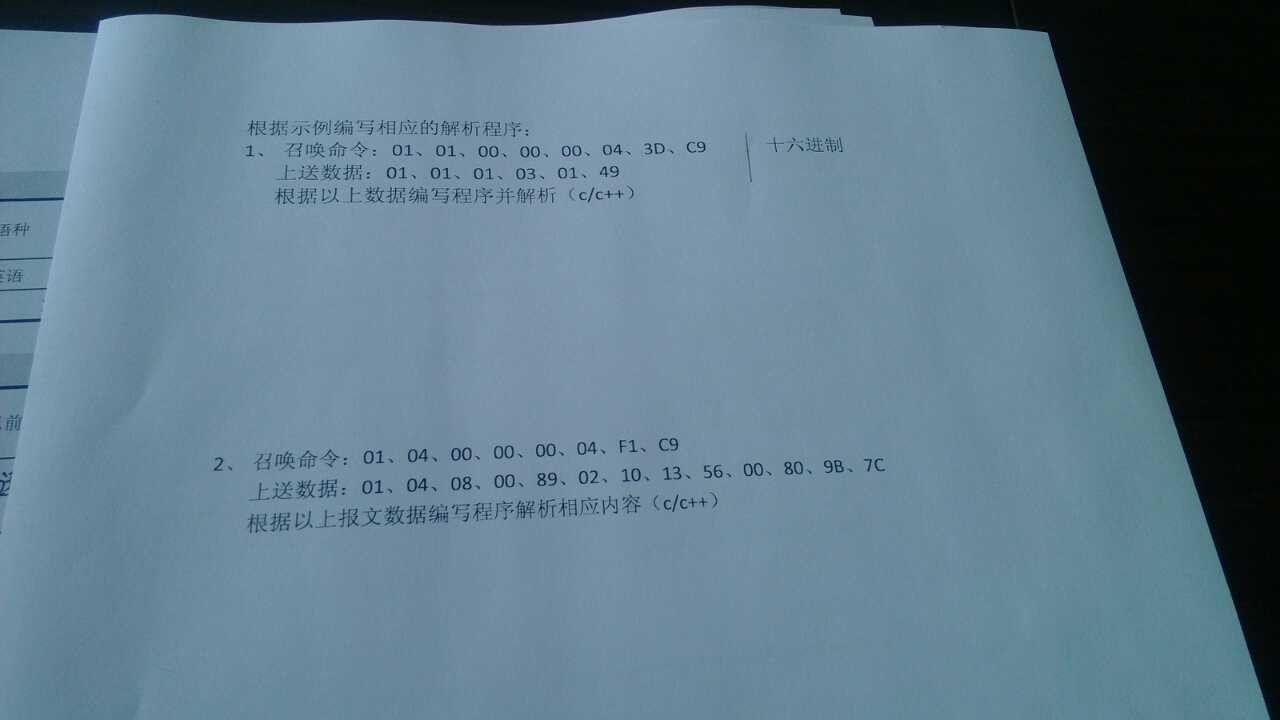 根据示例编写相应的解析程序：
1、 召唤命令：01、01、00、00、00、04、3D、C9
十六进制
上送数据：01、01、01、03、01、49
根据以上数据编写程序并解析（c/c++）
语种
英语
前
2、 召唤命令：01、04、00、00、00、04、F1、C9
上送数据：01、04、08、00、89、02、10、13、56、00、80、9B、7C
根据以上报文数据编写程序解析相应内容（c/c++）